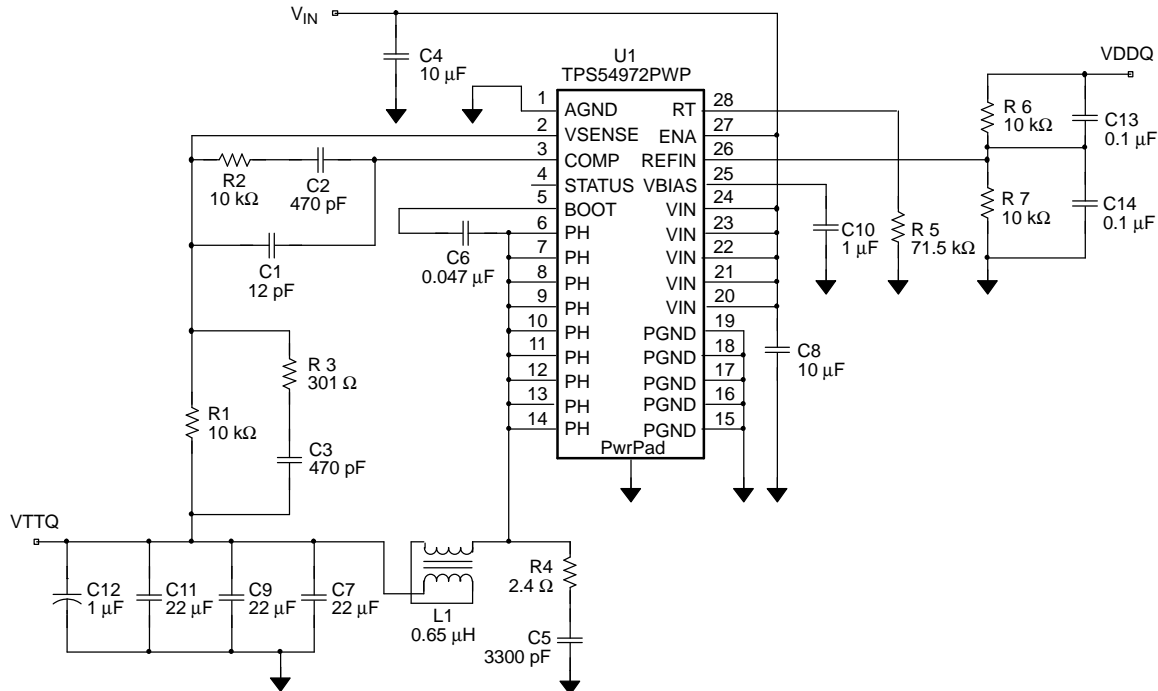 V_IN
C4
10 µF
U1
TPS54972PWP
VDDQ
1 AGND RT 28
2 VSENSE ENA 27
3 COMP REFIN 26
4 STATUS VBIAS 25
5 BOOT VIN 24
6 PH VIN 23
7 PH VIN 22
8 PH VIN 21
9 PH VIN 20
10 PH PGND 19
11 PH PGND 18
12 PH PGND 17
13 PH PGND 16
14 PH PGND 15
PwrPad
R2
10 kΩ
C2
470 pF
C1
12 pF
C6
0.047 µF
R 6
10 kΩ
C13
0.1 µF
R 7
10 kΩ
C14
0.1 µF
C10
1 µF
R 5
71.5 kΩ
C8
10 µF
R 3
301 Ω
R1
10 kΩ
C3
470 pF
VTTQ
C12
1 µF
C11
22 µF
C9
22 µF
C7
22 µF
L1
0.65 µH
R4
2.4 Ω
C5
3300 pF